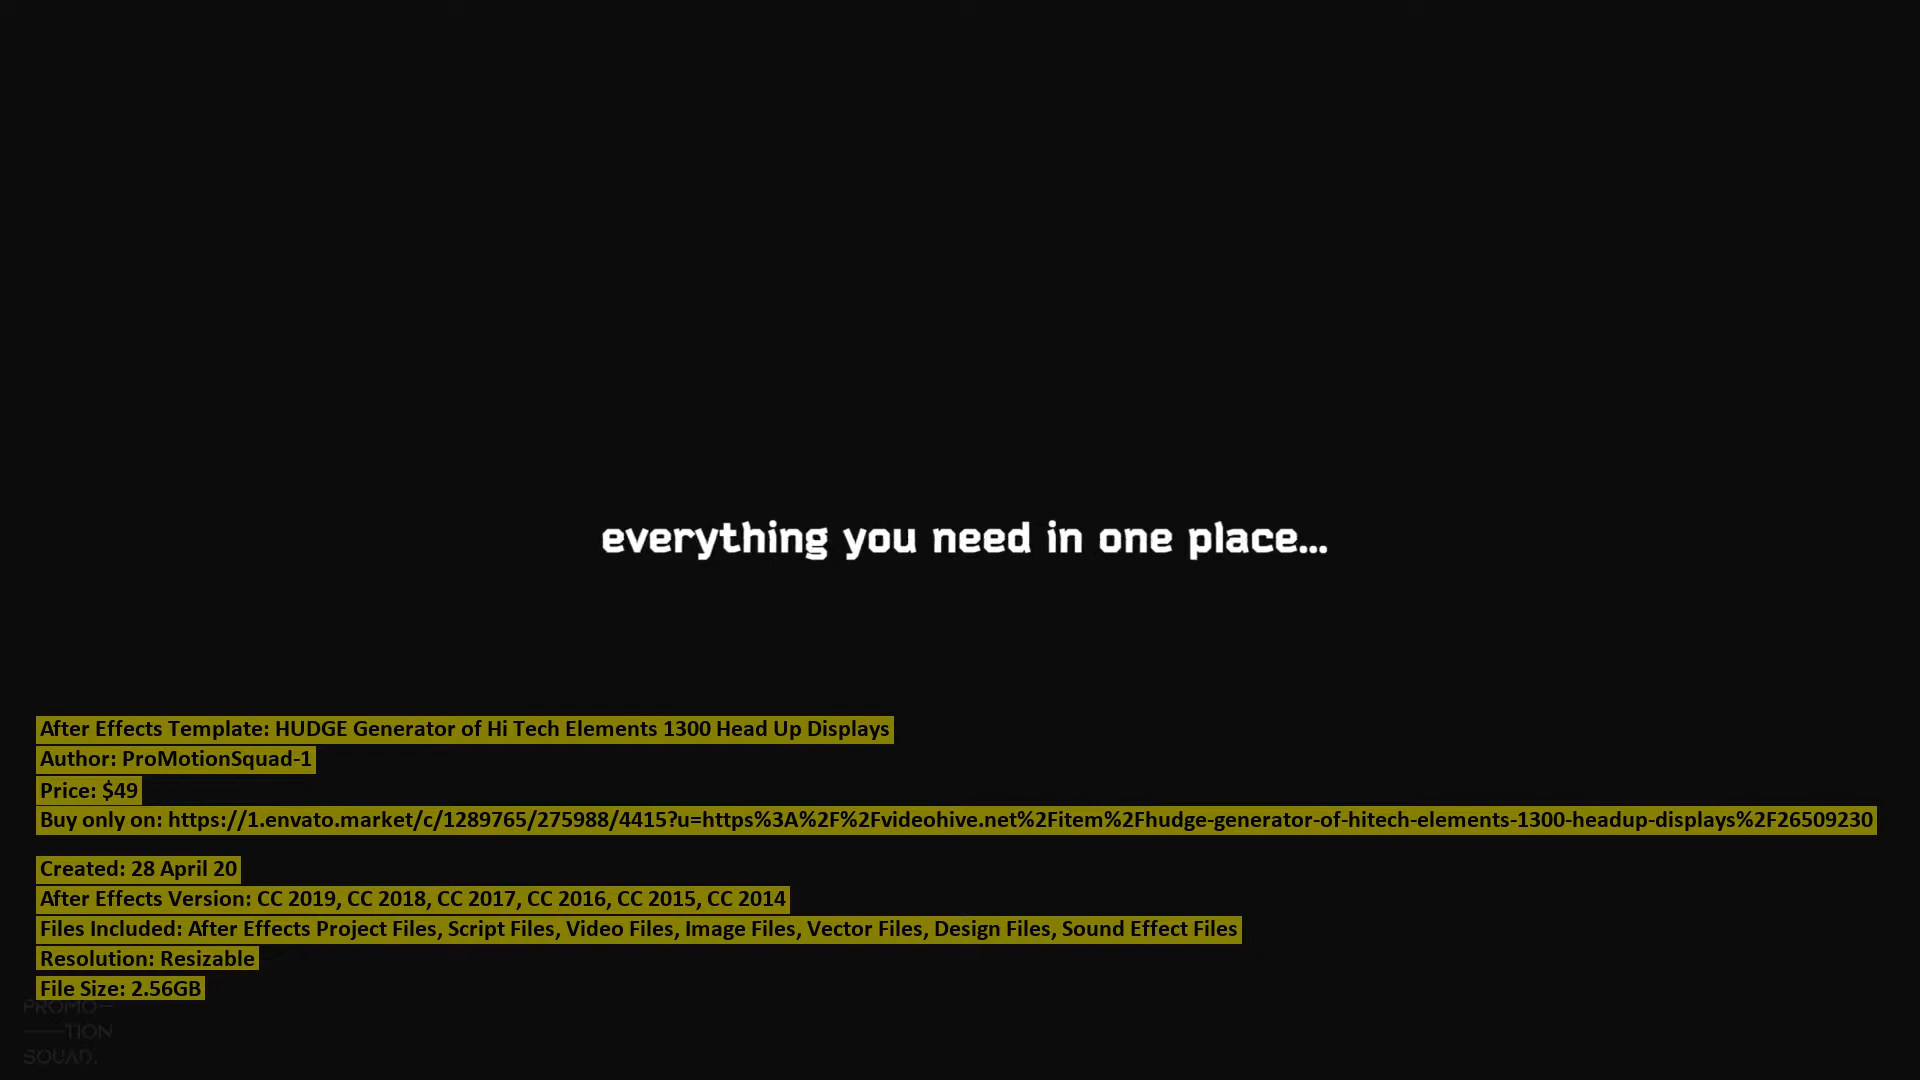 everything you need in one place...
After Effects Template: HUDGE Generator of Hi Tech Elements 1300 Head Up Displays
Author: ProMotionSquad-1
Price: $49
Buy only on: https://1.envato.market/c/1289765/275988/4415?u=https%3A%2F%2Fvideohive.net%2Fitem%2Fhudge-generator-of-hitech-elements-1300-headup-displays%2F26509230
Created: 28 April 20
After Effects Version: CC 2019, CC 2018, CC 2017, CC 2016, CC 2015, CC 2014
Files Included: After Effects Project Files, Script Files, Video Files, Image Files, Vector Files, Design Files, Sound Effect Files
Resolution: Resizable
File Size: 2.56GB
PROMO—
—TION
SQUAD.